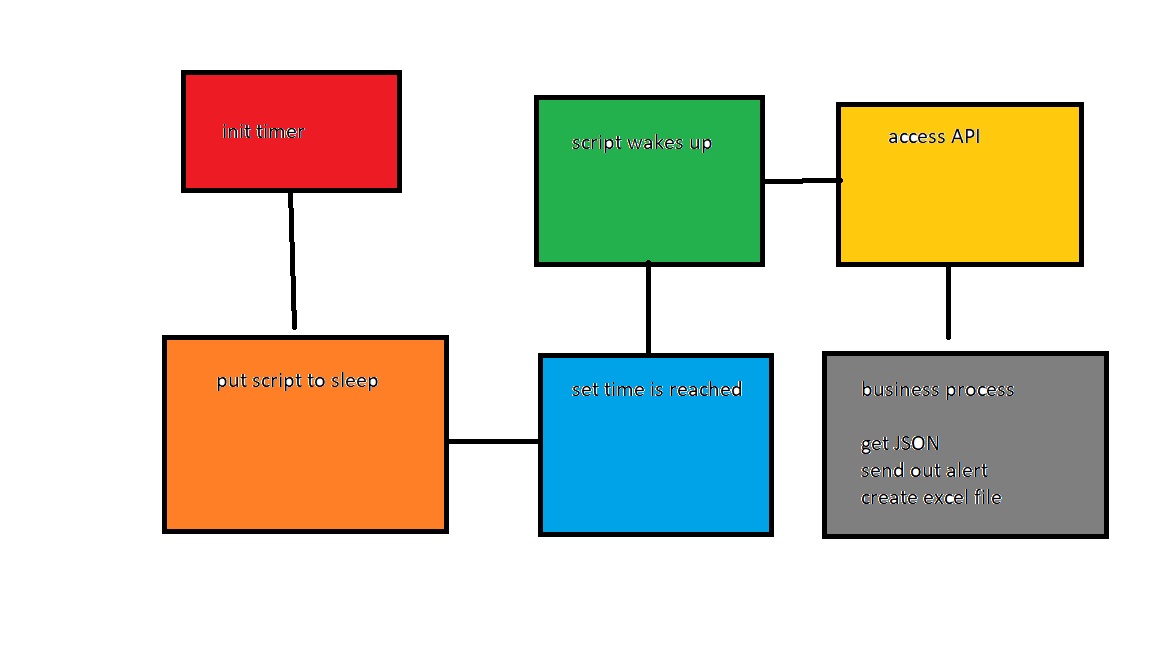 init timer
put script to sleep
set time is reached
script wakes up
access API
business process
get JSON
send out alert
create excel file